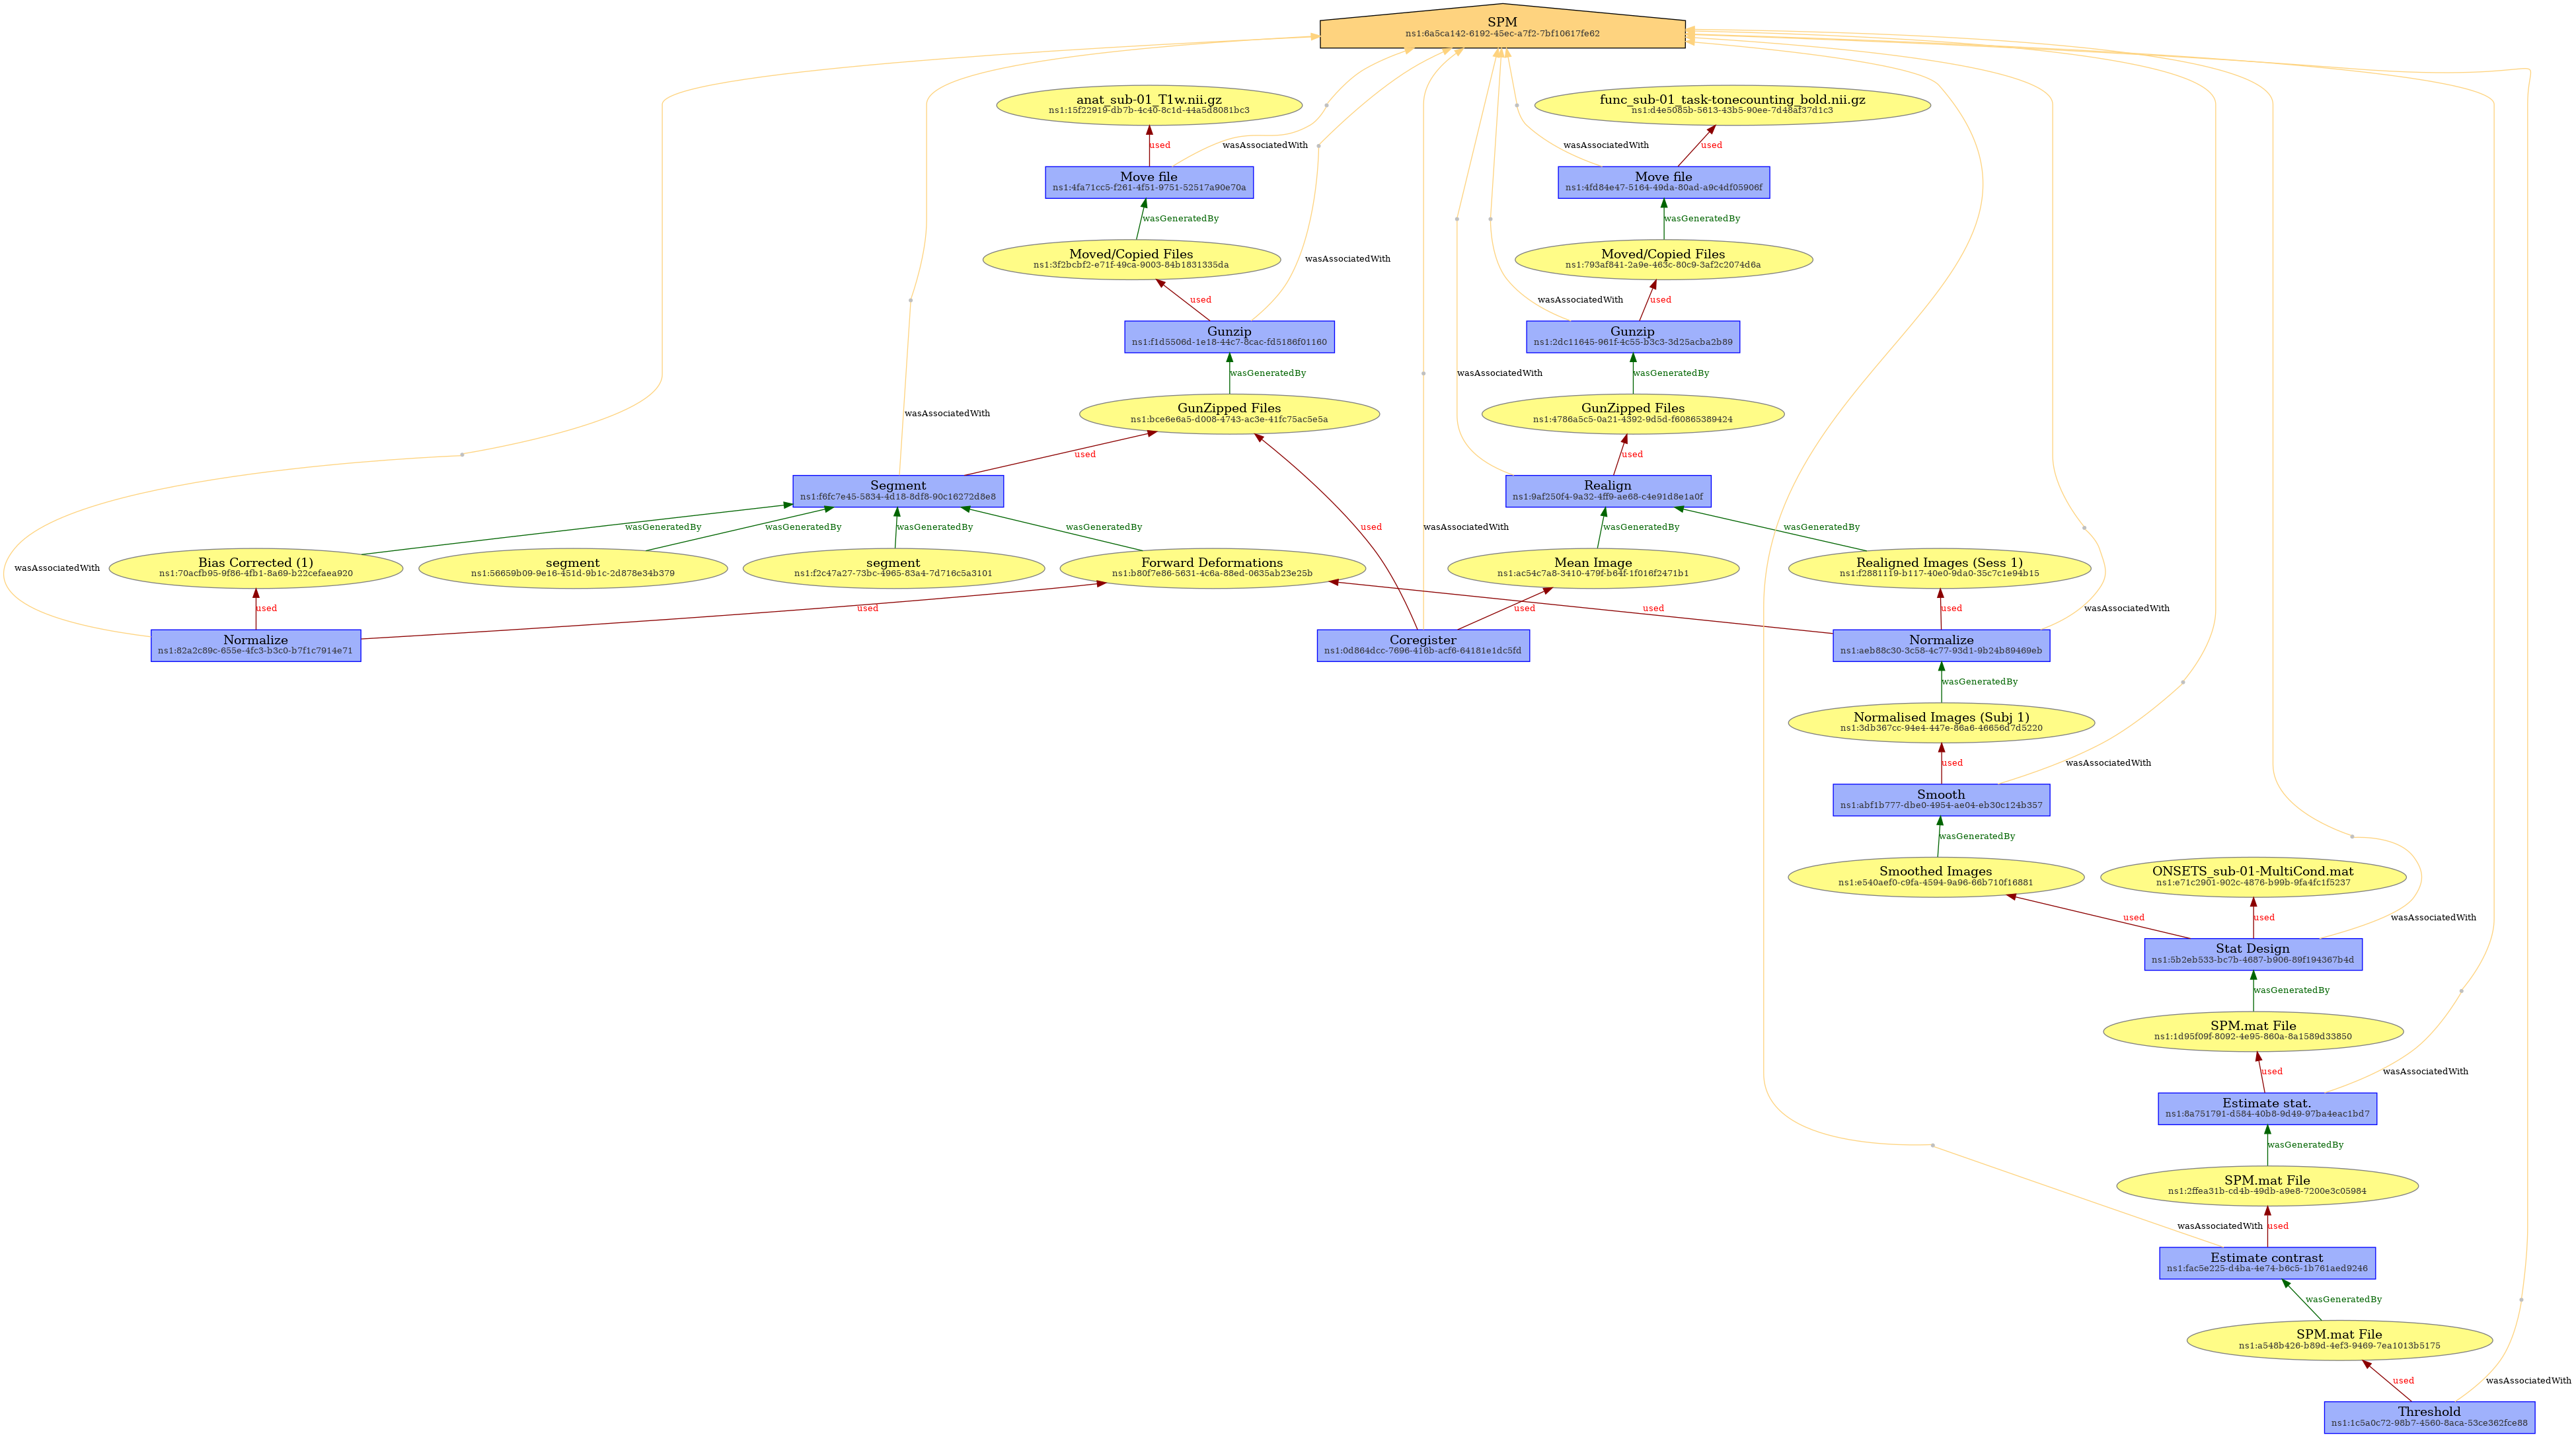 SPM
ns1:6a5ca142-6192-45ec-a7f2-7bf10617fe62
anat_sub-01_T1w.nii.gz
ns1:15f22919-db7b-4c40-8c1d-44a5d8081bc3
func_sub-01_task-tonecounting_bold.nii.gz
ns1:d4e5085b-5613-43b5-90ee-7d48af37d1c3
used
wasAssociatedWith
wasAssociatedWith
used
Move file
ns1:4fa71cc5-f261-4f51-9751-52517a90e70a
Move file
ns1:4fd84e47-5164-49da-80ad-a9c4df05906f
wasGeneratedBy
wasGeneratedBy
Moved/Copied Files
ns1:3f2bcbf2-e71f-49ca-9003-84b1831335da
wasAssociatedWith
Moved/Copied Files
ns1:793af841-2a9e-463c-80c9-3af2c2074d6a
used
wasAssociatedWith
used
Gunzip
ns1:f1d5506d-1e18-44c7-8cac-fd5186f01160
Gunzip
ns1:2dc11645-961f-4c55-b3c3-3d25acba2b89
wasGeneratedBy
wasAssociatedWith
wasGeneratedBy
wasAssociatedWith
GunZipped Files
ns1:bce6e6a5-d008-4743-ac3e-41fc75ac5e5a
GunZipped Files
ns1:4786a5c5-0a21-4392-9d5d-f60865389424
used
used
Segment
ns1:f6fc7e45-5834-4d18-8df8-90c16272d8e8
Realign
ns1:9af250f4-9a32-4ff9-ae68-c4e91d8e1a0f
wasGeneratedBy
wasGeneratedBy
wasGeneratedBy
wasGeneratedBy
used
wasAssociatedWith
wasGeneratedBy
wasGeneratedBy
wasAssociatedWith
Bias Corrected (1)
ns1:70acfb95-9f86-4fb1-8a69-b22cefaea920
segment
ns1:56659b09-9e16-451d-9b1c-2d878e34b379
segment
ns1:f2c47a27-73bc-4965-83a4-7d716c5a3101
Forward Deformations
ns1:b80f7e86-5631-4c6a-88ed-0635ab23e25b
Mean Image
ns1:ac54c7a8-3410-479f-b64f-1f016f2471b1
Realigned Images (Sess 1)
ns1:f2881119-b117-40e0-9da0-35c7c1e94b15
used
used
used
used
used
wasAssociatedWith
Normalize
ns1:82a2c89c-655e-4fc3-b3c0-b7f1c7914e71
Coregister
ns1:0d864dcc-7696-416b-acf6-64181e1dc5fd
Normalize
ns1:aeb88c30-3c58-4c77-93d1-9b24b89469eb
wasGeneratedBy
Normalised Images (Subj 1)
ns1:3db367cc-94e4-447e-86a6-46656d7d5220
used
wasAssociatedWith
Smooth
ns1:abf1b777-dbe0-4954-ae04-eb30c124b357
wasGeneratedBy
Smoothed Images
ns1:e540aef0-c9fa-4594-9a96-66b710f16881
ONSETS_sub-01-MultiCond.mat
ns1:e71c2901-902c-4876-b99b-9fa4fc1f5237
used
used
wasAssociatedWith
Stat Design
ns1:5b2eb533-bc7b-4687-b906-89f194367b4d
wasGeneratedBy
SPM.mat File
ns1:1d95f09f-8092-4e95-860a-8a1589d33850
used
wasAssociatedWith
Estimate stat.
ns1:8a751791-d584-40b8-9d49-97ba4eac1bd7
wasGeneratedBy
SPM.mat File
ns1:2ffea31b-cd4b-49db-a9e8-7200e3c05984
wasAssociatedWith
used
Estimate contrast
ns1:fac5e225-d4ba-4e74-b6c5-1b761aed9246
wasGeneratedBy
SPM.mat File
ns1:a548b426-b89d-4ef3-9469-7ea1013b5175
used
wasAssociatedWith
Threshold
ns1:1c5a0c72-98b7-4560-8aca-53ce362fce88